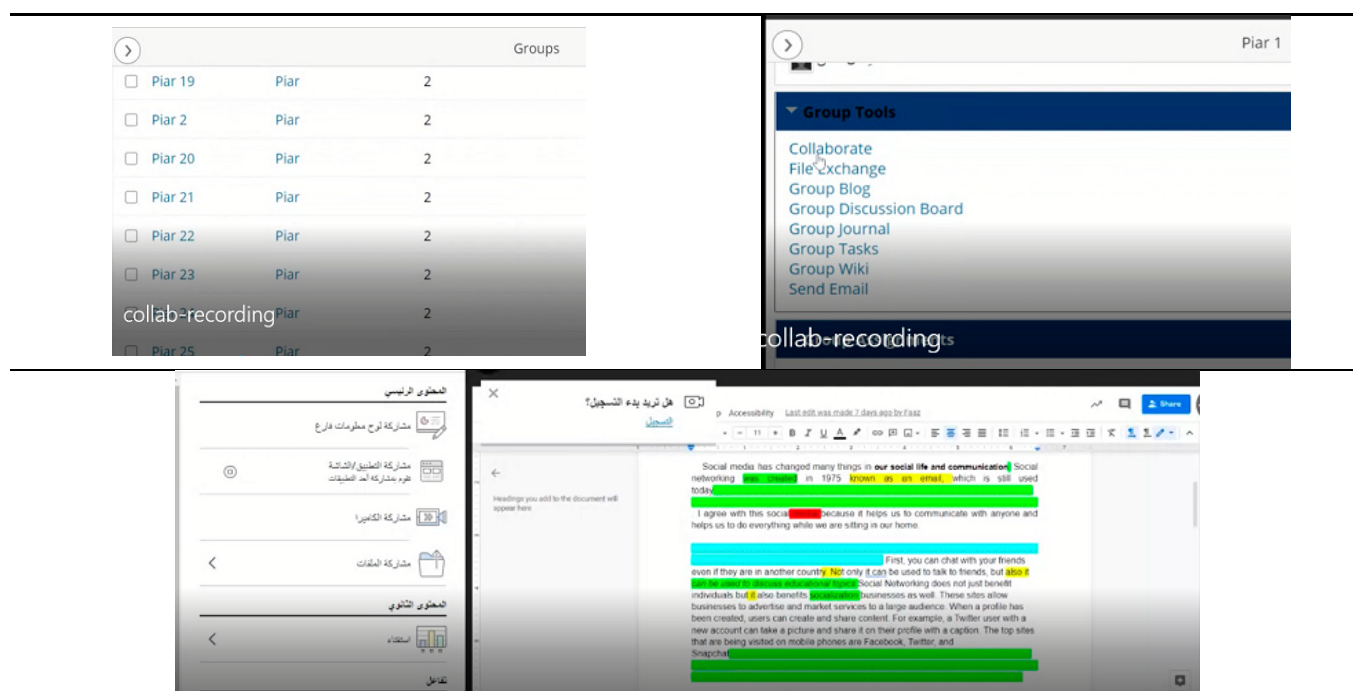 Groups
Piar 19 Piar 2
Piar 2 Piar 2
Piar 20 Piar 2
Piar 21 Piar 2
Piar 22 Piar 2
Piar 23 Piar 2
Piar 2
Piar 25 Piar 2
collab-recording
Piar 1
Group Tools
Collaborate
File Exchange
Group Blog
Group Discussion Board
Group Journal
Group Tasks
Group Wiki
Send Email
collab-recording
المحتوى الرئيسي
مشاركة لوح معلومات فارغ
مشاركة التطبيق/الشاشة
قوم بمشاركة أحد التطبيقات
مشاركة الكاميرا
مشاركة الملفات
المحتوى الثانوي
استفتاء
تفاعل
هل تريد بدء التسجيل؟
التسجيل
p Accessibility Last edit was made 7 days ago by Faaz
Share
11 B I U A
Headings you add to the document will
appear here
Social media has changed many things in our social life and communication Social
networking was created in 1975 known as an email, which is still used
today
I agree with this social because it helps us to communicate with anyone and
helps us to do everything while we are sitting in our home.
First, you can chat with your friends
even if they are in another country. Not only it can be used to talk to friends, but also it
can be used to discuss educational topics Social Networking does not just benefit
individuals but it also benefits socialization businesses as well. These sites allow
businesses to advertise and market services to a large audience. When a profile has
been created, users can create and share content. For example, a Twitter user with a
new account can take a picture and share it on their profile with a caption. The top sites
that are being visited on mobile phones are Facebook, Twitter, and
Snapchat